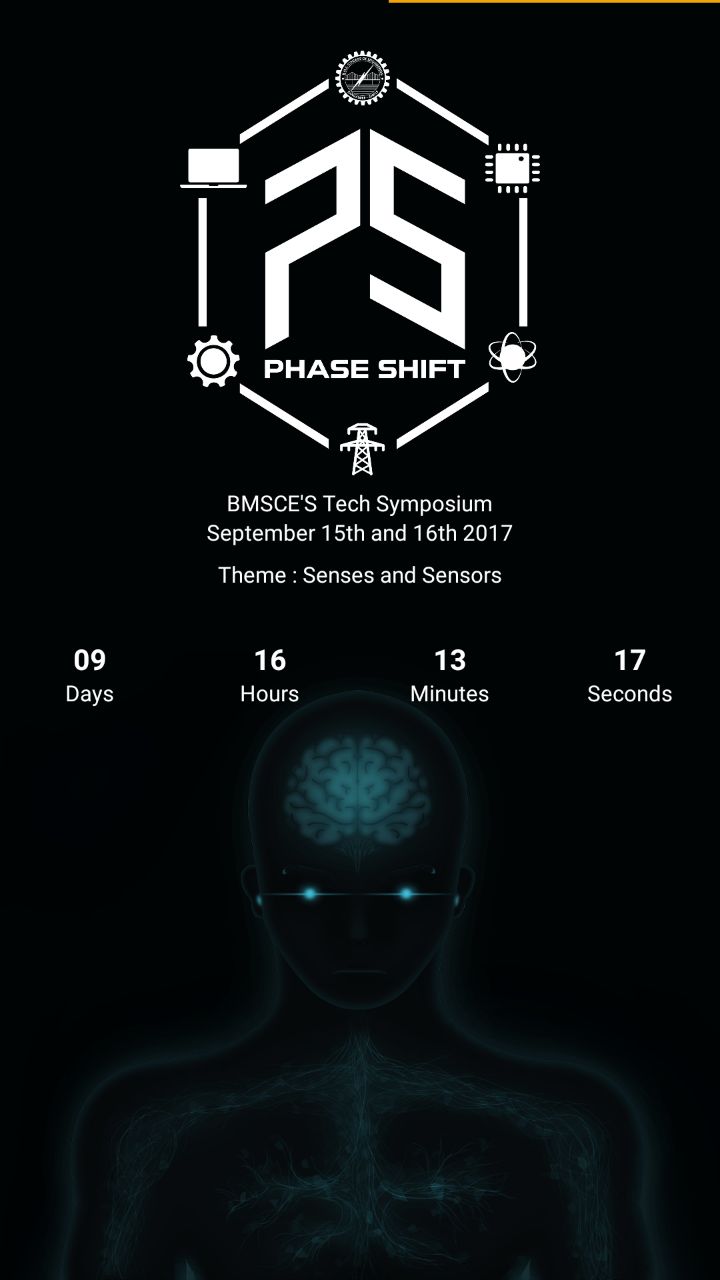 PS
PHASE SHIFT
BMSCE'S Tech Symposium
September 15th and 16th 2017
Theme : Senses and Sensors
09 16 13 17
Days Hours Minutes Seconds